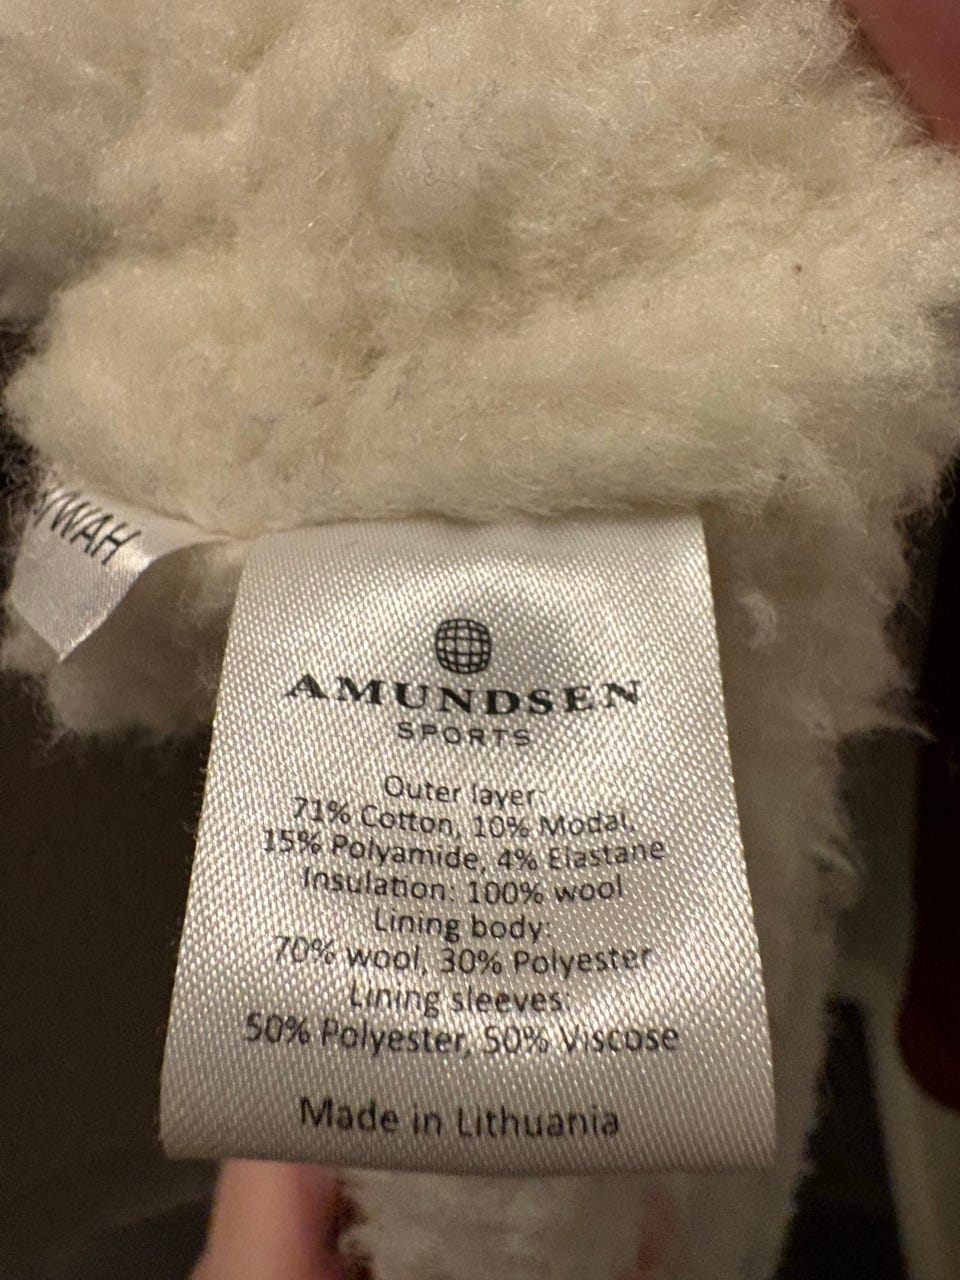 AMUNDSEN
SPORTS
Outer layer:
71% Cotton, 10% Modal,
15% Polyamide, 4% Elastane
Insulation: 100% wool
Lining body:
70% wool, 30% Polyester
Lining sleeves:
50% Polyester, 50% Viscose
Made in Lithuania